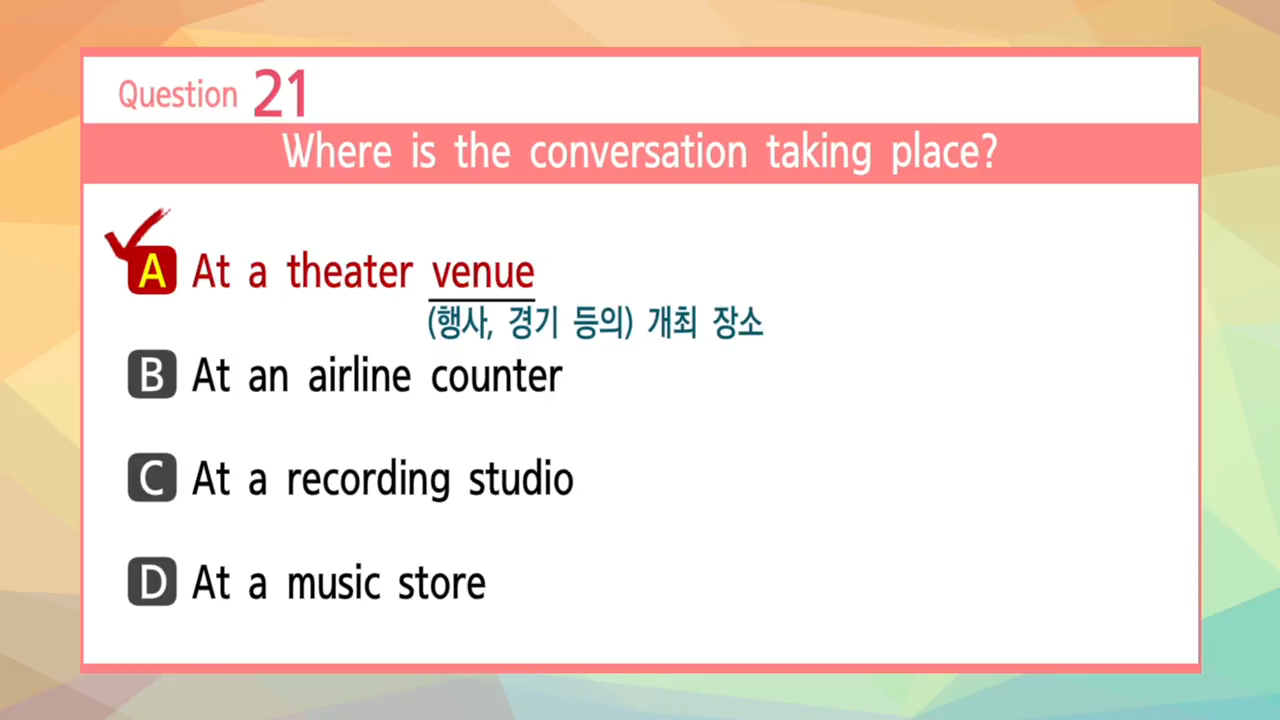 Question 21
Where is the conversation taking place?
A At a theater venue
(행사, 경기 등의) 개최 장소
B At an airline counter
C At a recording studio
D At a music store